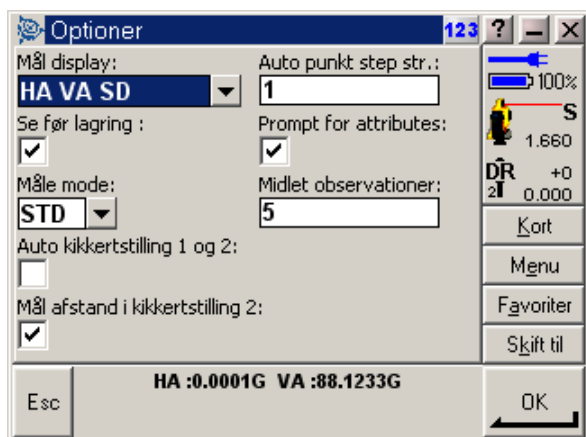 Optioner 123 ?
Mål display:
HA VA SD
Auto punkt step str.:
1
Se før lagring :
Prompt for attributes:
Måle mode:
STD
Midlet observationer:
5
Auto kikkertstilling 1 og 2:
Mål afstand i kikkertstilling 2:
100%
S
1.660
DR +0
2 0.000
Kort
Menu
Favoriter
Skift til
Esc
HA :0.0001G VA :88.1233G
OK